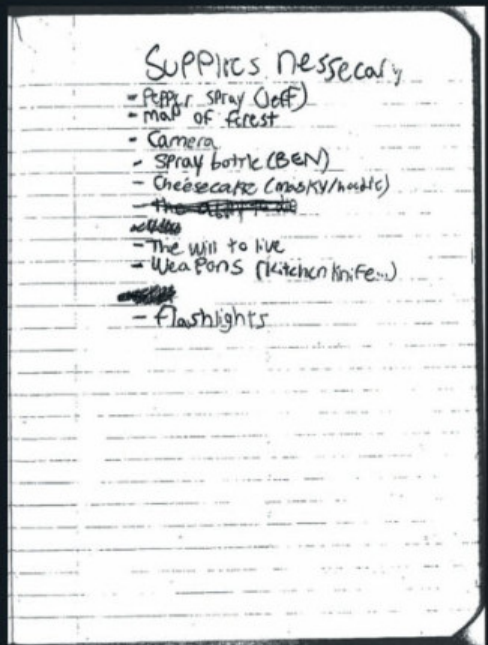 Supplies nessecary
- Pepper spray (Jeff)
- map of forest
- Camera
- Spray bottle (BEN)
- Cheesecake (masky/hoodie)
- The
- The will to live
- Weapons (kitchen knife...)
- Flashlights